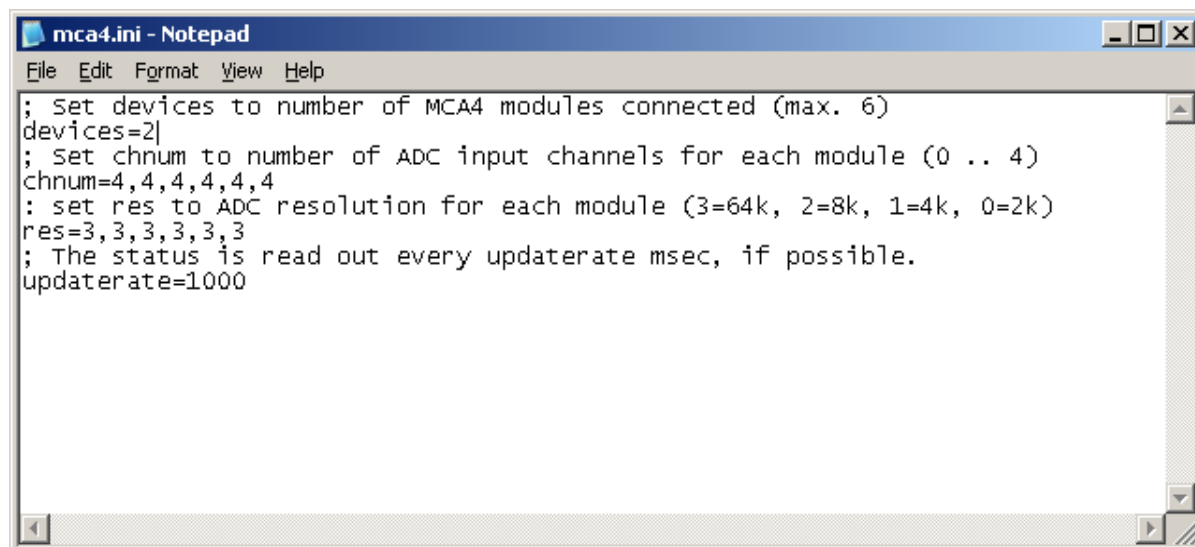 mca4.ini - Notepad
File Edit Format View Help
; Set devices to number of MCA4 modules connected (max. 6)
devices=2
; Set chnum to number of ADC input channels for each module (0 .. 4)
chnum=4,4,4,4,4,4
: set res to ADC resolution for each module (3=64k, 2=8k, 1=4k, 0=2k)
res=3,3,3,3,3,3
; The status is read out every updaterate msec, if possible.
updaterate=1000